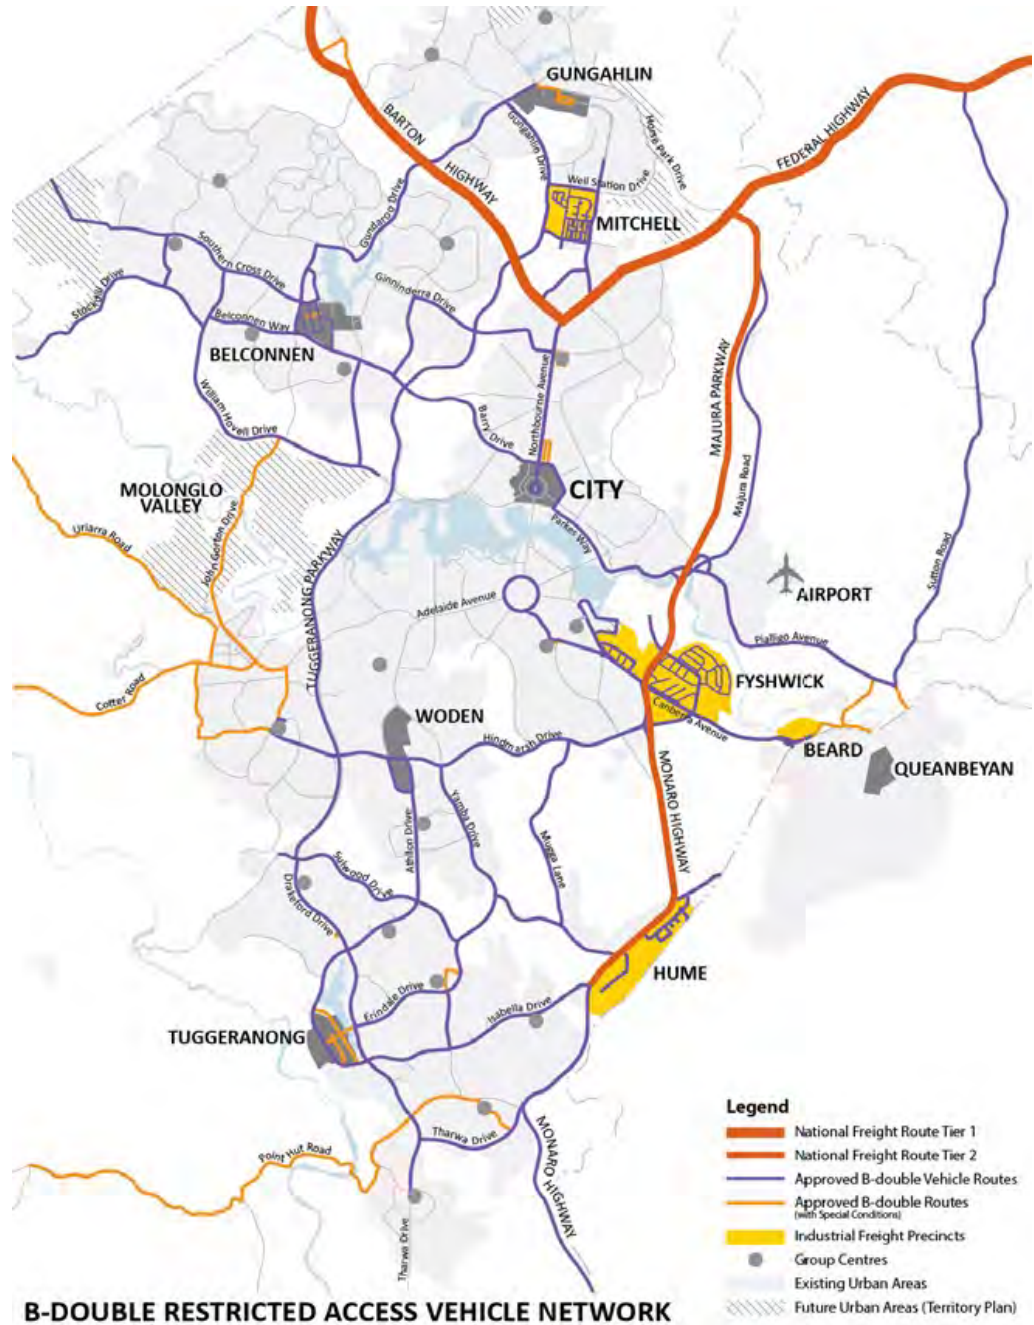 GUNGAHLIN
BARTON
HIGHWAY
Gungahlin Drive
Horse Park Drive
FEDERAL HIGHWAY
Well Station Drive
MITCHELL
Gundaroo Drive
Southern Cross Drive
Ginninderra Drive
Stockdill Drive
Belconnen Way
BELCONNEN
MAJURA PARKWAY
Northbourne Avenue
William Hovell Drive
Barry Drive
CITY
MOLONGLO
VALLEY
Majura Road
Uriarra Road
John Gorton Drive
Parkes Way
Sutton Road
TUGGERANONG PARKWAY
Adelaide Avenue
AIRPORT
Pialligo Avenue
Cotter Road
FYSHWICK
WODEN
Canberra Avenue
Hindmarsh Drive
BEARD
QUEANBEYAN
MONARO HIGHWAY
Yamba Drive
Athllon Drive
Mugga Lane
Sulwood Drive
Drakeford Drive
HUME
Erindale Drive
Isabella Drive
TUGGERANONG
Tharwa Drive
Point Hut Road
MONARO HIGHWAY
Tharwa Drive
Legend
National Freight Route Tier 1
National Freight Route Tier 2
Approved B-double Vehicle Routes
Approved B-double Routes
(with Special Conditions)
Industrial Freight Precincts
Group Centres
Existing Urban Areas
Future Urban Areas (Territory Plan)
B-DOUBLE RESTRICTED ACCESS VEHICLE NETWORK